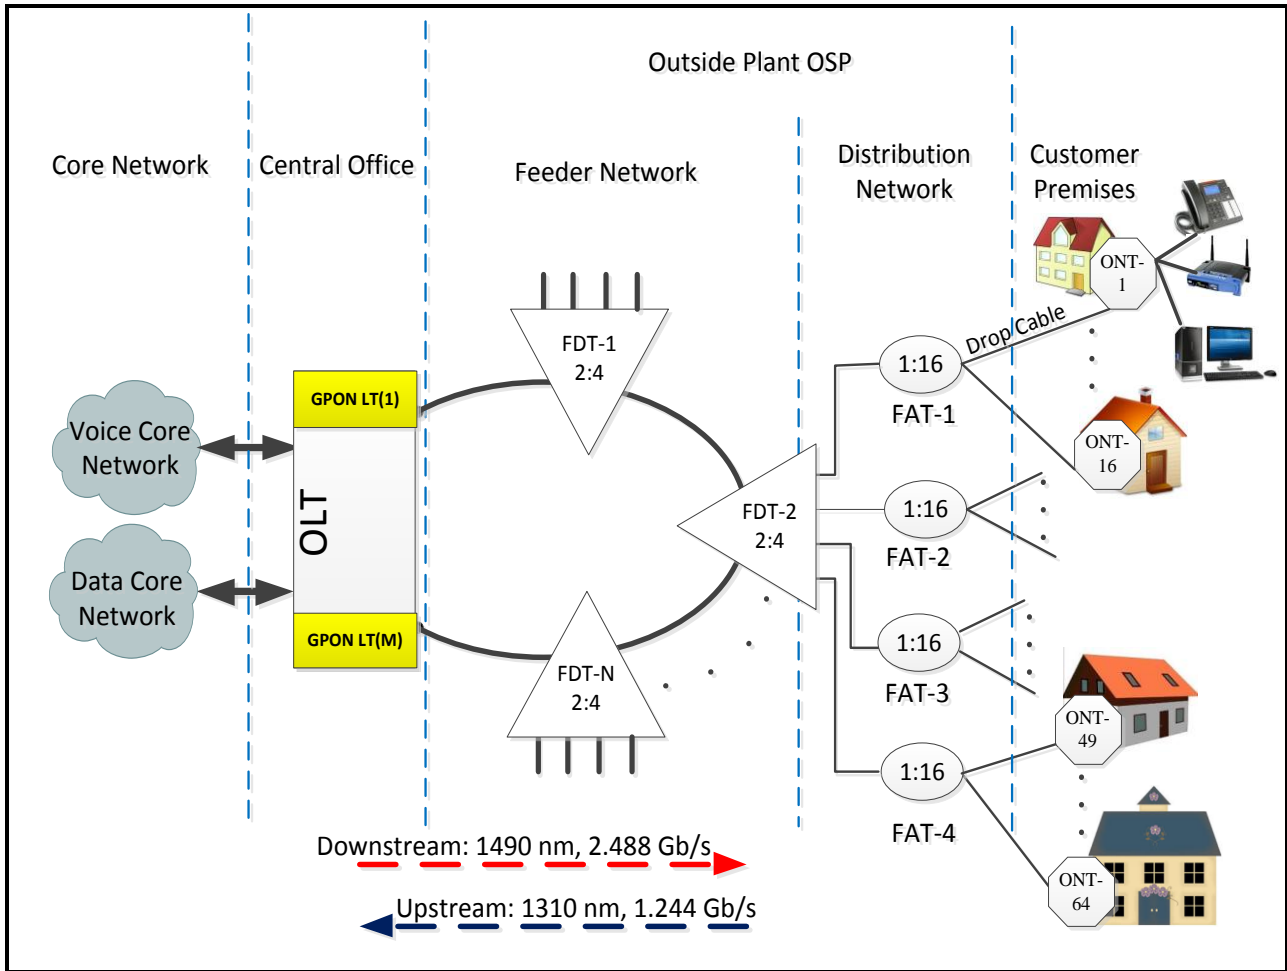 Outside Plant OSP
Core Network
Central Office
Feeder Network
Distribution
Network
Customer
Premises
ONT-
1
Drop Cable
FDT-1
2:4
1:16
FAT-1
GPON LT(1)
Voice Core
Network
ONT-
16
OLT
FDT-2
2:4
1:16
FAT-2
Data Core
Network
GPON LT(M)
1:16
FAT-3
FDT-N
2:4
ONT-
49
1:16
FAT-4
Downstream: 1490 nm, 2.488 Gb/s
ONT-
64
Upstream: 1310 nm, 1.244 Gb/s